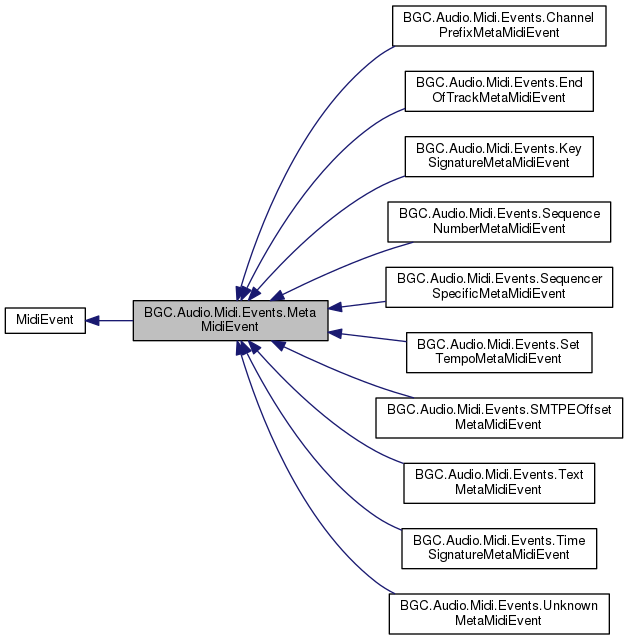 BGC.Audio.Midi.Events.Channel
PrefixMetaMidiEvent
BGC.Audio.Midi.Events.End
OfTrackMetaMidiEvent
BGC.Audio.Midi.Events.Key
SignatureMetaMidiEvent
BGC.Audio.Midi.Events.Sequence
NumberMetaMidiEvent
BGC.Audio.Midi.Events.Sequencer
SpecificMetaMidiEvent
MidiEvent
BGC.Audio.Midi.Events.Meta
MidiEvent
BGC.Audio.Midi.Events.Set
TempoMetaMidiEvent
BGC.Audio.Midi.Events.SMTPEOffset
MetaMidiEvent
BGC.Audio.Midi.Events.Text
MetaMidiEvent
BGC.Audio.Midi.Events.Time
SignatureMetaMidiEvent
BGC.Audio.Midi.Events.Unknown
MetaMidiEvent